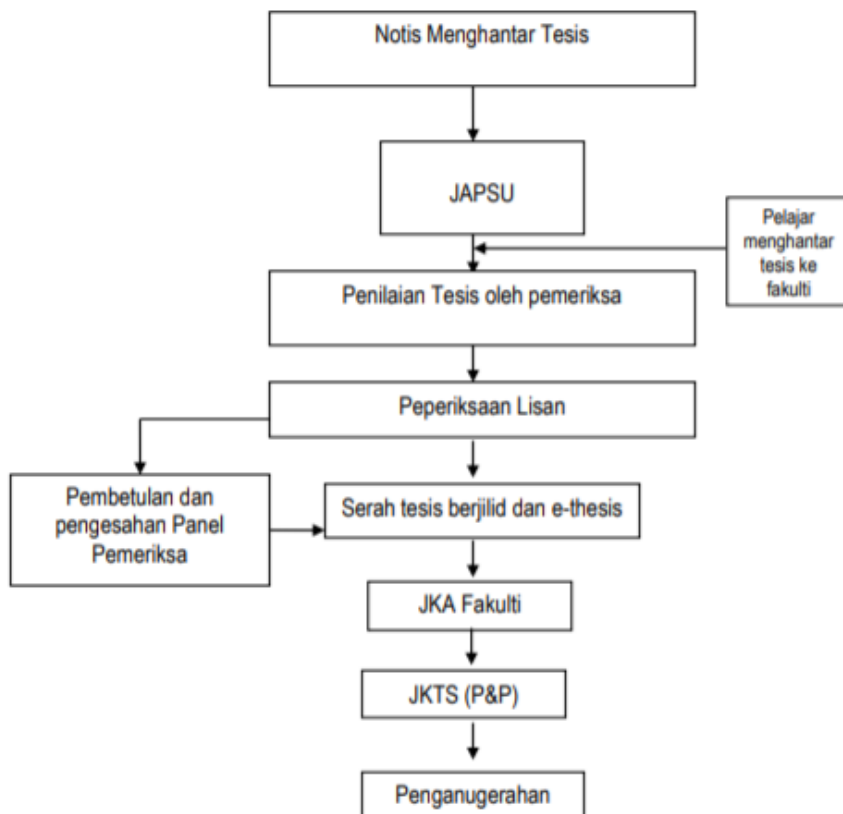 Notis Menghantar Tesis
JAPSU
Pelajar
menghantar
tesis ke
fakulti
Penilaian Tesis oleh pemeriksa
Peperiksaan Lisan
Pembetulan dan
pengesahan Panel
Pemeriksa
Serah tesis berjilid dan e-thesis
JKA Fakulti
JKTS (P&P)
Penganugerahan